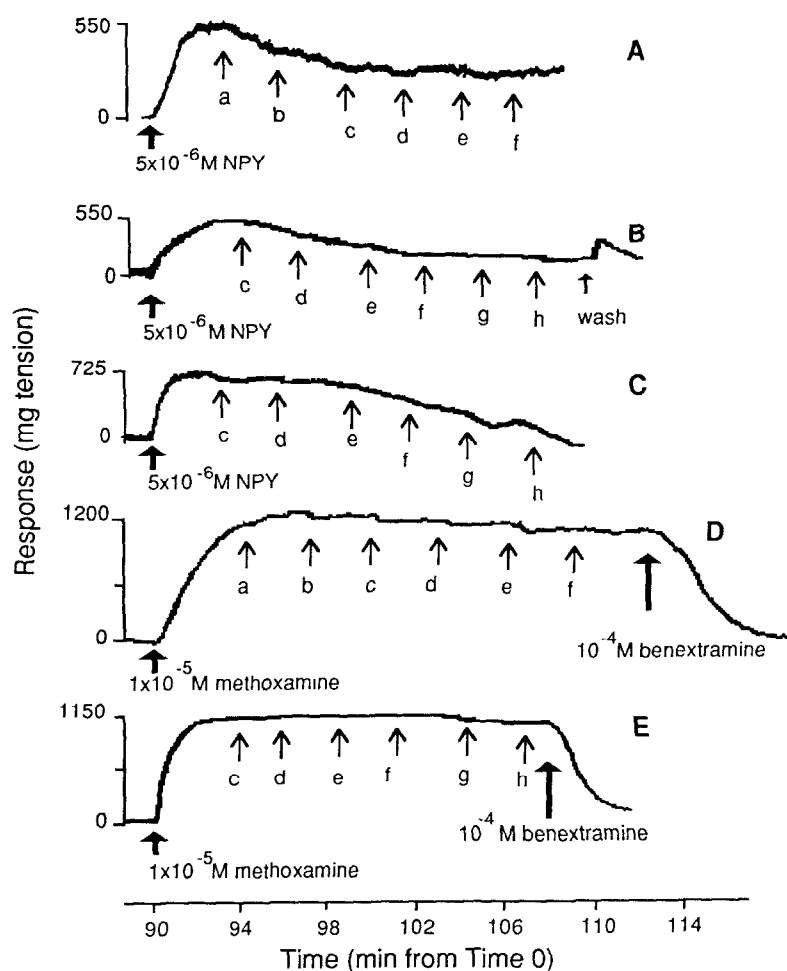 550
A
0
a
b
c
d
e
f
5x10⁻⁶M NPY
550
B
0
c
d
e
f
g
h
wash
5x10⁻⁶M NPY
725
C
0
c
d
e
f
g
h
5x10⁻⁶M NPY
1200
D
0
a
b
c
d
e
f
10⁻⁴M benextramine
1x10⁻⁵M methoxamine
1150
E
0
c
d
e
f
g
h
10⁻⁴ M benextramine
1x10⁻⁵M methoxamine
Response (mg tension)
90 94 98 102 106 110 114
Time (min from Time 0)